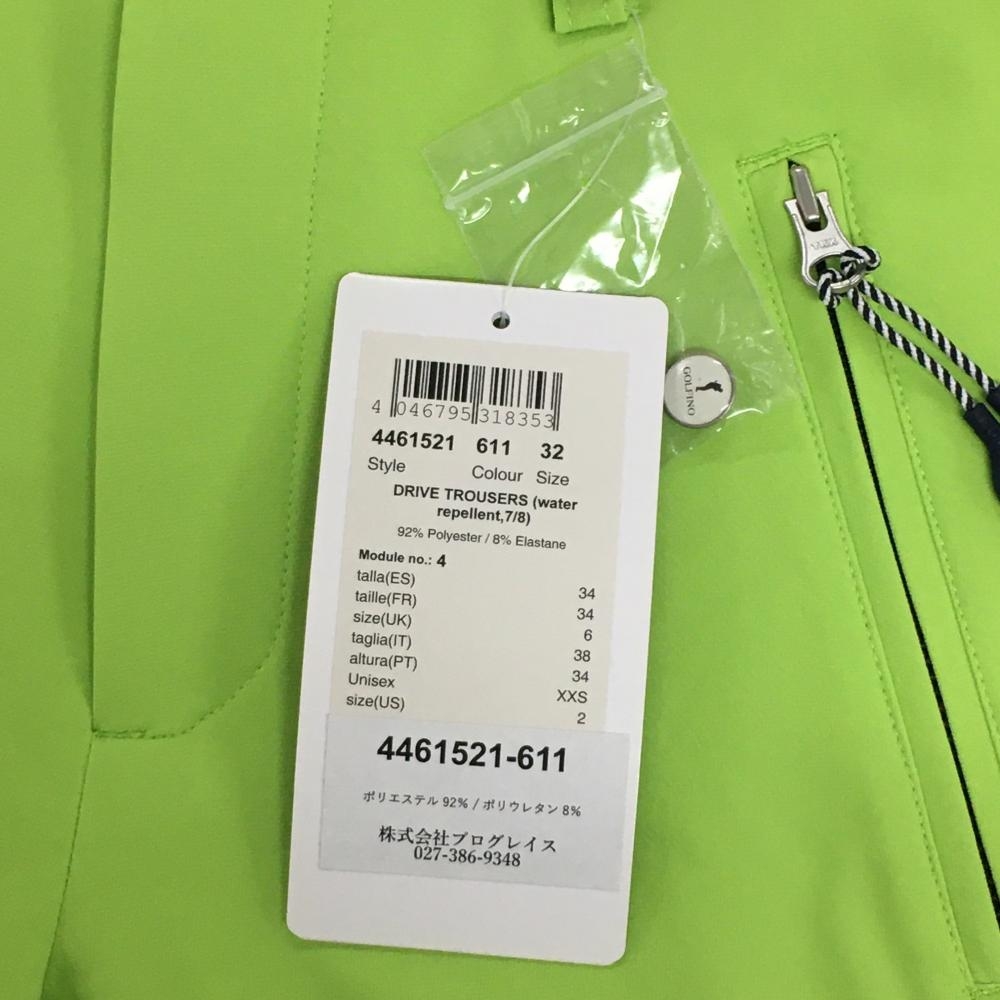 YKK
GOLFINO
4 046795 318353
4461521 611 32
Style Colour Size
DRIVE TROUSERS (water
repellent,7/8)
92% Polyester / 8% Elastane
Module no.: 4
talla(ES) 34
taille(FR) 34
size(UK) 6
taglia(IT) 38
altura(PT) 34
Unisex XXS
size(US) 2
4461521-611
ポリエステル 92% / ポリウレタン 8%
株式会社プログレイス
027-386-9348